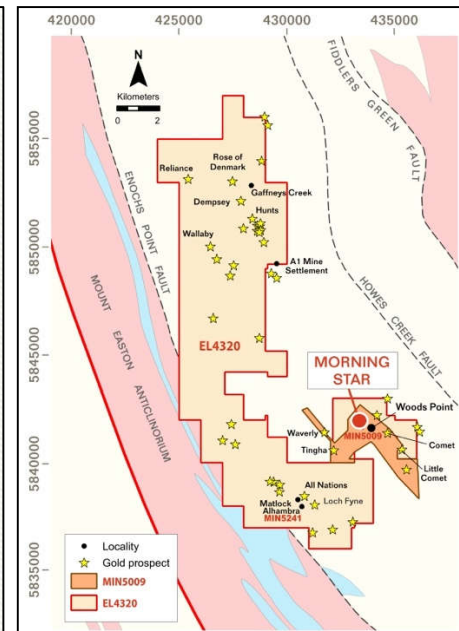 420000
425000
430000
435000
N
Kilometers
0
2
5855000
5850000
5845000
5840000
5835000
FIDDLERS
GREEN
FAULT
ENOCHS POINT FAULT
HOWES CREEK FAULT
MOUNT
EASTON
ANTICLINORIUM
Reliance
Rose of
Denmark
Gaffneys Creek
Dempsey
Hunts
Wallaby
A1 Mine
Settlement
EL4320
MORNING
STAR
Woods Point
MIN5009
Waverly
Comet
Tingha
Little
Comet
All Nations
Loch Fyne
Matlock
Alhambra
MIN5241
Locality
Gold prospect
MIN5009
EL4320